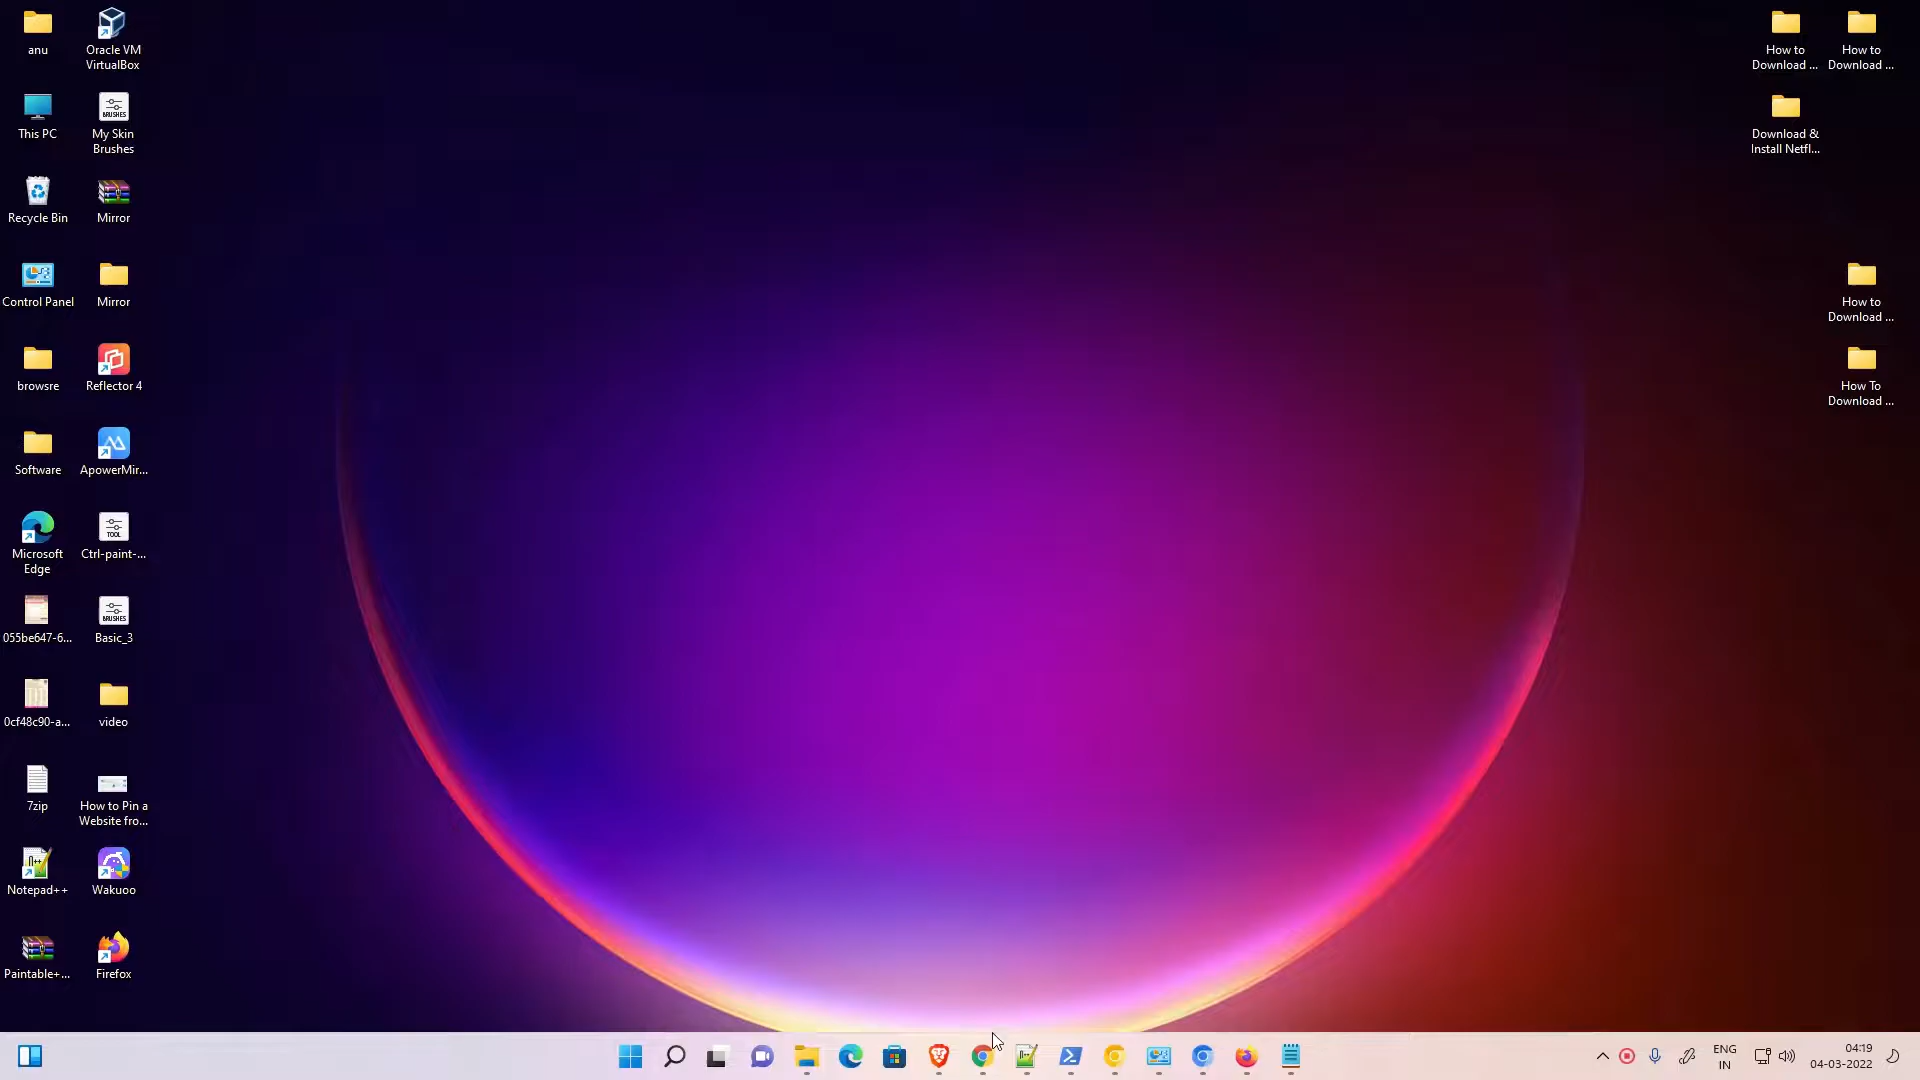 anu
Oracle VM
VirtualBox
This PC
My Skin
Brushes
Recycle Bin
Mirror
Control Panel
Mirror
browsre
Reflector 4
Software
ApowerMir...
Microsoft
Edge
Ctrl-paint-...
055be647-6...
Basic_3
0cf48c90-a...
video
7zip
How to Pin a
Website fro...
Notepad++
Wakuoo
Paintable+...
Firefox
How to
Download ...
How to
Download ...
Download &
Install Netfl...
How to
Download ...
How To
Download ...
BRUSHES
TOOL
BRUSHES
ENG
IN
04:19
04-03-2022